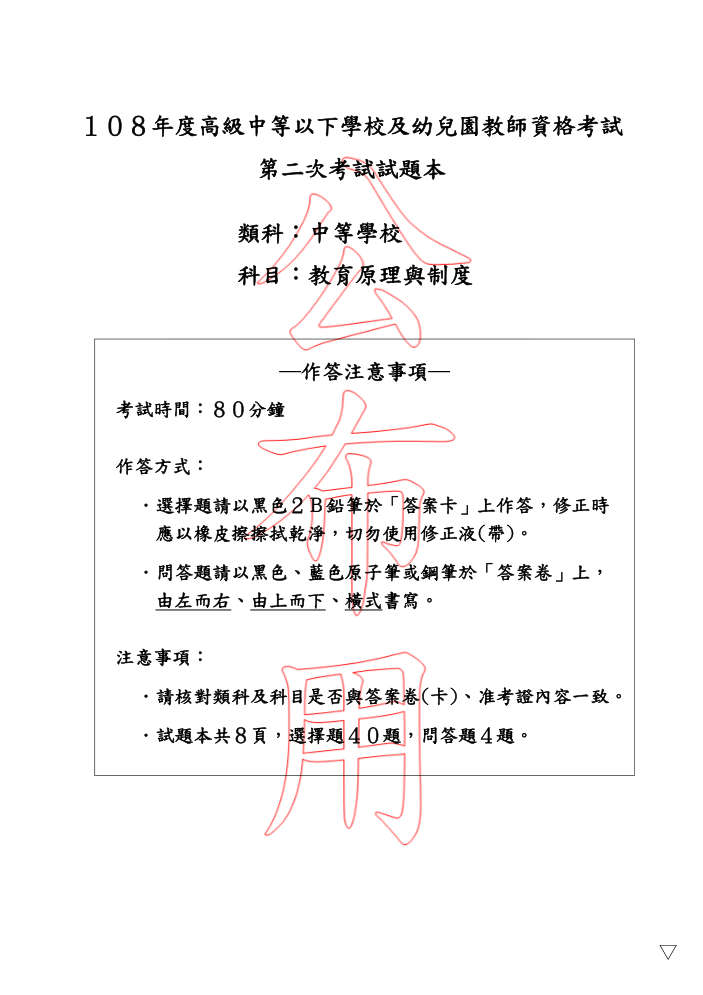 108年度高級中等以下學校及幼兒園教師資格考試
第二次考試試題本
類科：中等學校
科目：教育原理與制度
—作答注意事項—
考試時間：80分鐘
作答方式：
．選擇題請以黑色2B鉛筆於「答案卡」上作答，修正時
應以橡皮擦擦拭乾淨，切勿使用修正液(帶)。
．問答題請以黑色、藍色原子筆或鋼筆於「答案卷」上，
由左而右、由上而下、橫式書寫。
注意事項：
．請核對類科及科目是否與答案卷(卡)、准考證內容一致。
．試題本共8頁，選擇題40題，問答題4題。
公布用